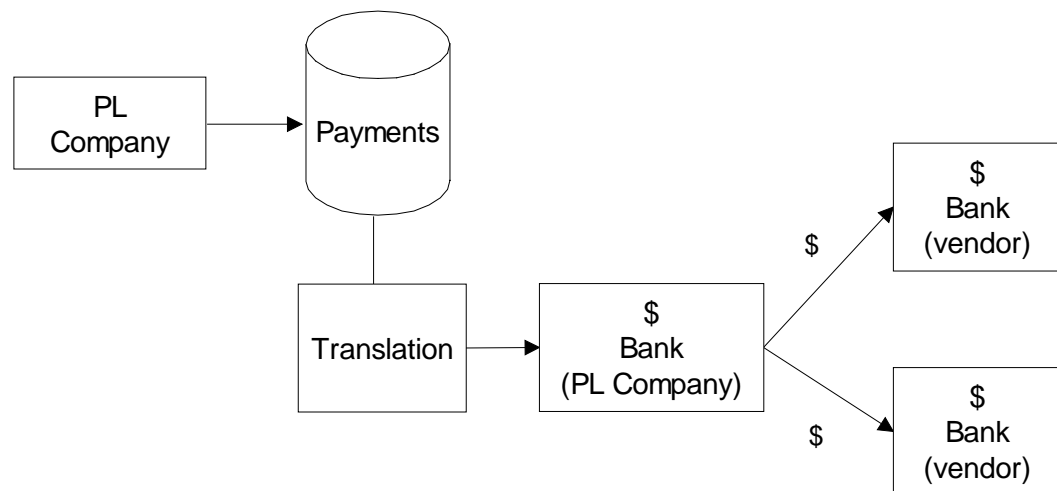 PL
Company
Payments
Translation
$
Bank
(PL Company)
$
$
Bank
(vendor)
$
$
Bank
(vendor)